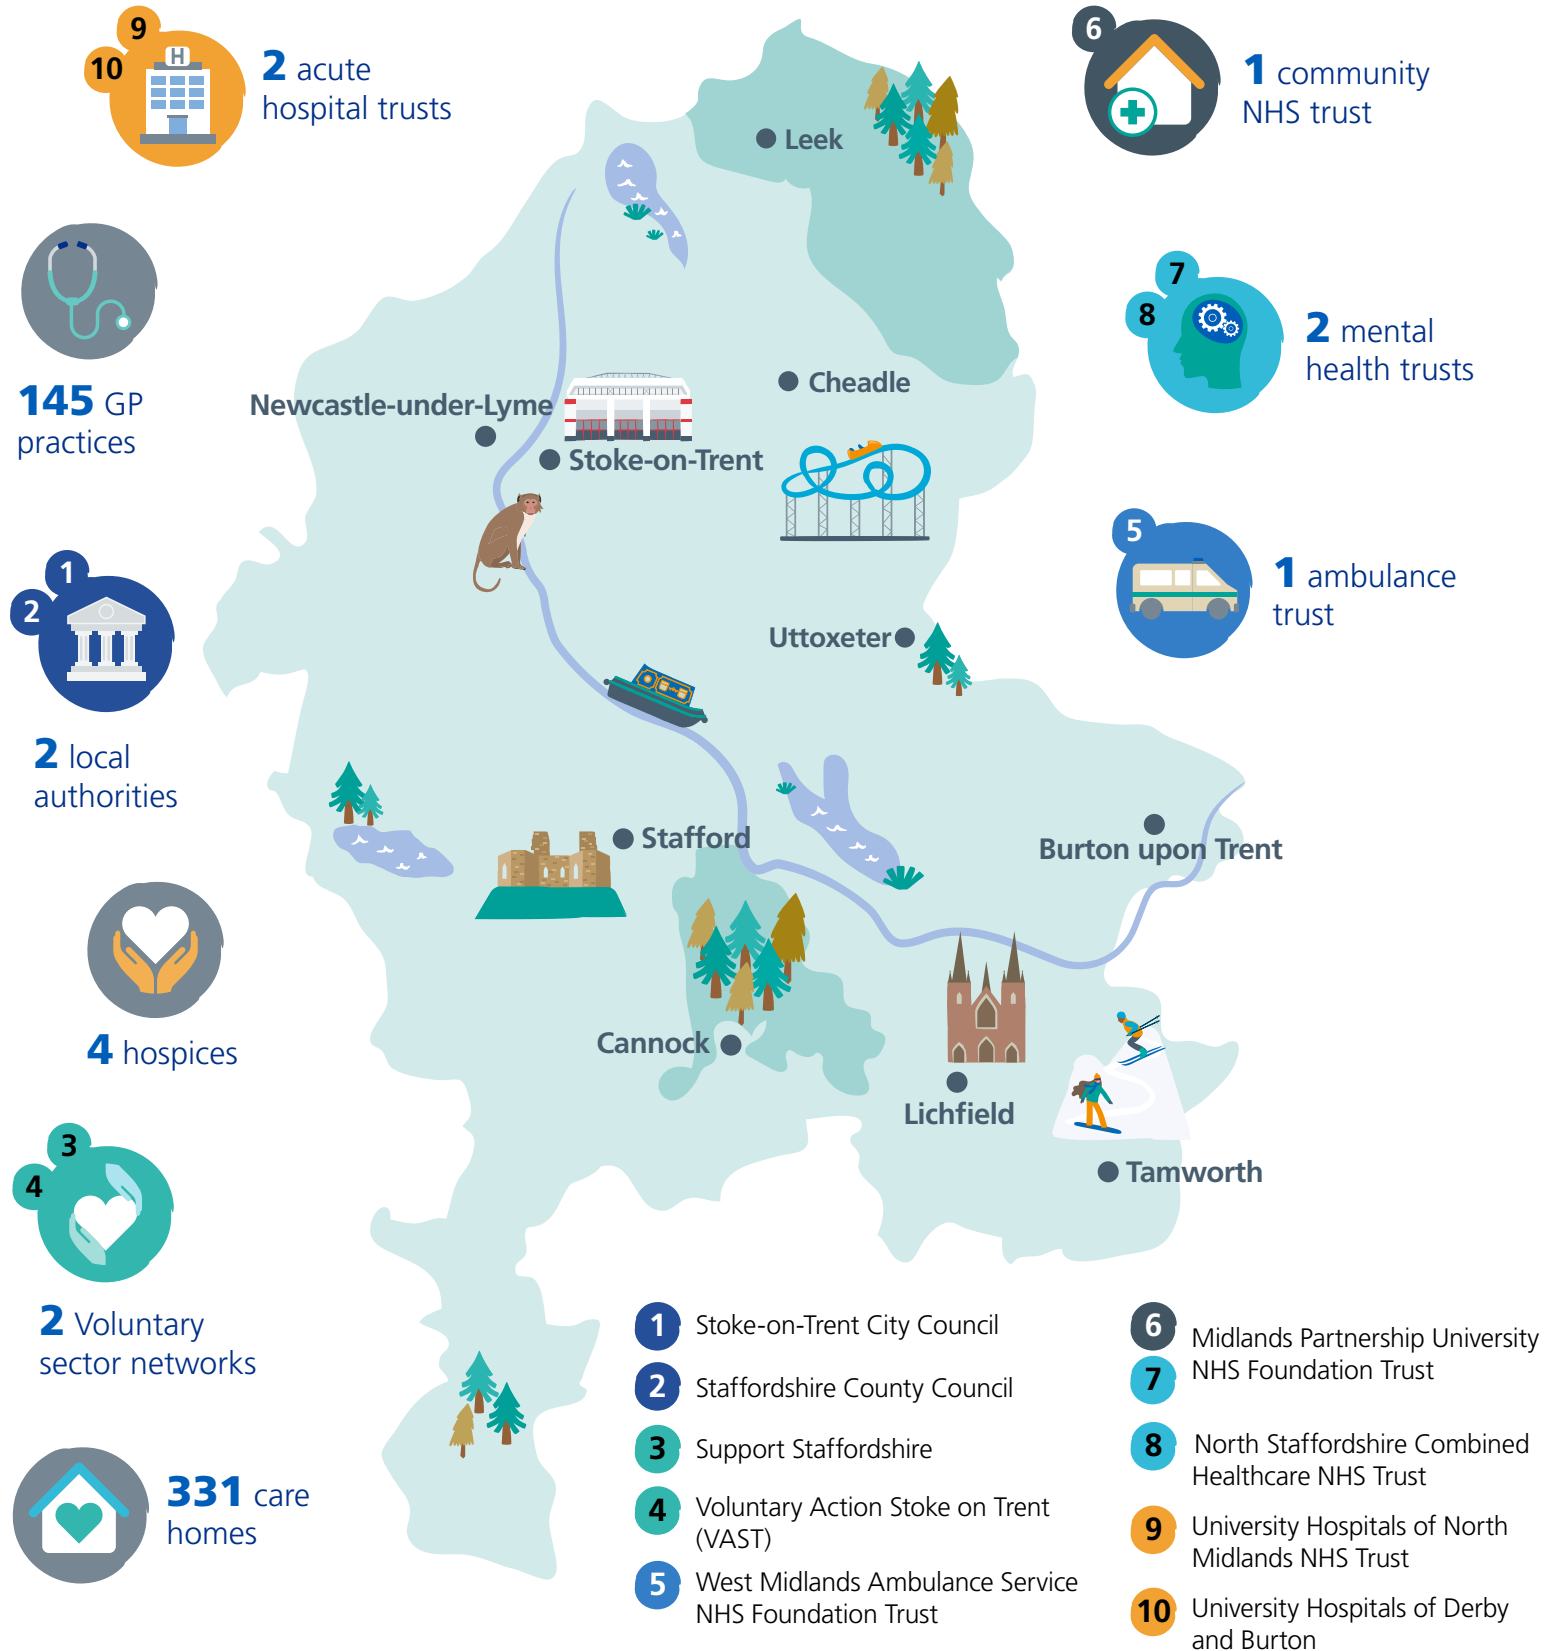 9
10
H
2 acute
hospital trusts
6
1 community
NHS trust
Leek
145 GP
practices
7
8
2 mental
health trusts
Cheadle
Newcastle-under-Lyme
Stoke-on-Trent
1
2
2 local
authorities
5
1 ambulance
trust
Uttoxeter
Stafford
Burton upon Trent
4 hospices
Cannock
Lichfield
Tamworth
3
4
2 Voluntary
sector networks
331 care
homes
1 Stoke-on-Trent City Council
2 Staffordshire County Council
3 Support Staffordshire
4 Voluntary Action Stoke on Trent
(VAST)
5 West Midlands Ambulance Service
NHS Foundation Trust
6 Midlands Partnership University
7 NHS Foundation Trust
8 North Staffordshire Combined
Healthcare NHS Trust
9 University Hospitals of North
Midlands NHS Trust
10 University Hospitals of Derby
and Burton